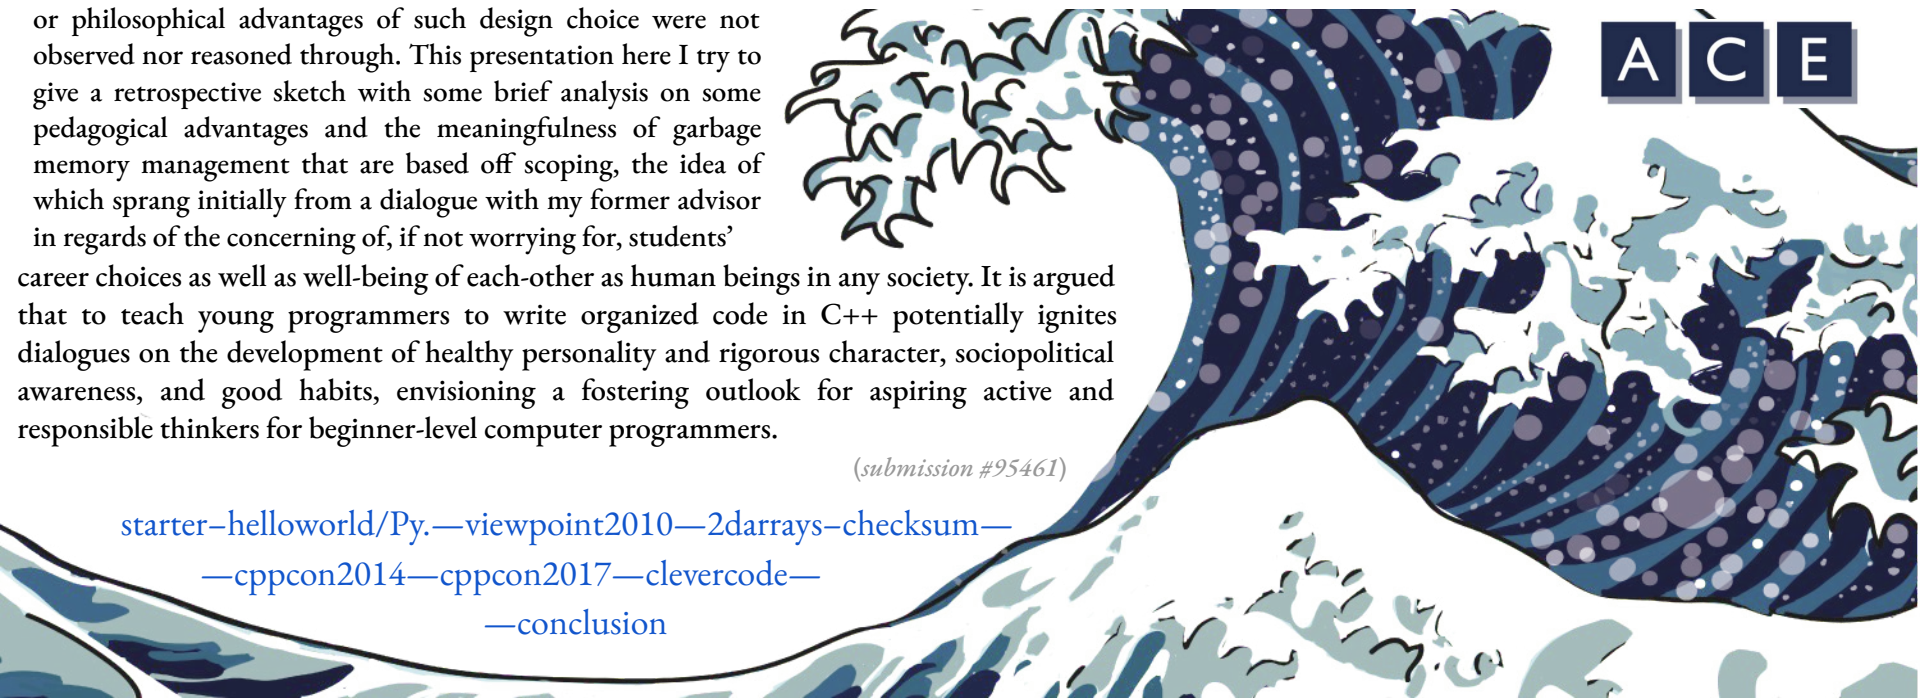 or philosophical advantages of such design choice were not
observed nor reasoned through. This presentation here I try to
give a retrospective sketch with some brief analysis on some
pedagogical advantages and the meaningfulness of garbage
memory management that are based off scoping, the idea of
which sprang initially from a dialogue with my former advisor
in regards of the concerning of, if not worrying for, students’
career choices as well as well-being of each-other as human beings in any society. It is argued
that to teach young programmers to write organized code in C++ potentially ignites
dialogues on the development of healthy personality and rigorous character, sociopolitical
awareness, and good habits, envisioning a fostering outlook for aspiring active and
responsible thinkers for beginner-level computer programmers.
(submission #95461)
starter–helloworld/Py.—viewpoint2010—2darrays–checksum—
—cppcon2014—cppcon2017—clevercode—
—conclusion
A C E